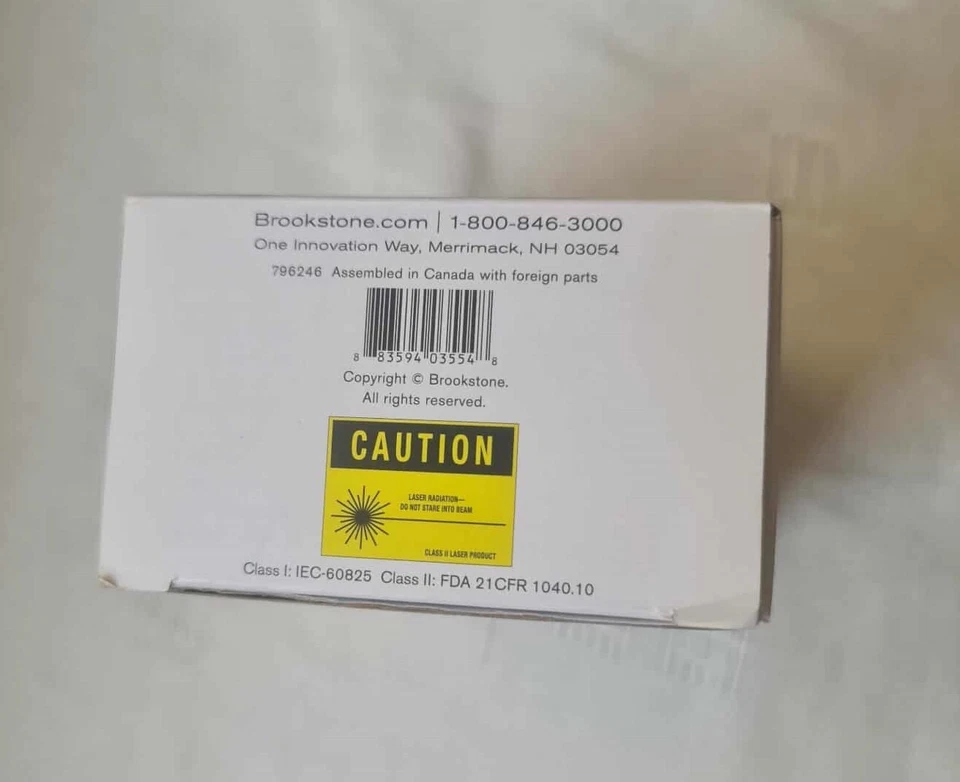 Brookstone.com | 1-800-846-3000
One Innovation Way, Merrimack, NH 03054
796246 Assembled in Canada with foreign parts
8 83594 03554 8
Copyright © Brookstone.
All rights reserved.
CAUTION
LASER RADIATION—
DO NOT STARE INTO BEAM
CLASS II LASER PRODUCT
Class I: IEC-60825 Class II: FDA 21CFR 1040.10